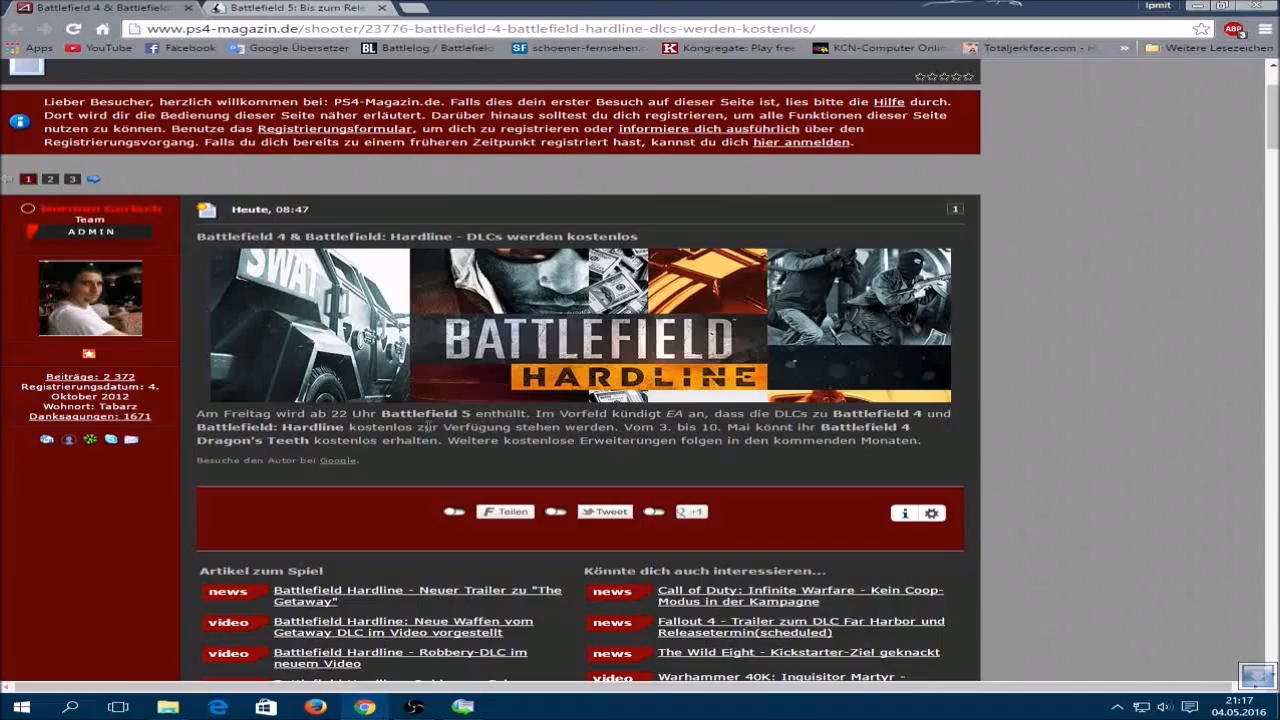 Battlefield 4 & Battlefield:
Battlefield 5: Bis zum Rele
Ipmit
www.ps4-magazin.de/shooter/23776-battlefield-4-battlefield-hardline-dlcs-werden-kostenlos/
ABP
Apps
YouTube
Facebook
Google Übersetzer
BL Battlelog / Battlefiel
SF schoener-fernsehen.
K Kongregate: Play free
KCN-Computer Onlin
Totaljerkface.com - H
»
Weitere Lesezeichen
Lieber Besucher, herzlich willkommen bei: PS4-Magazin.de. Falls dies dein erster Besuch auf dieser Seite ist, lies bitte die Hilfe durch.
Dort wird dir die Bedienung dieser Seite näher erläutert. Darüber hinaus solltest du dich registrieren, um alle Funktionen dieser Seite
nutzen zu können. Benutze das Registrierungsformular, um dich zu registrieren oder informiere dich ausführlich über den
Registrierungsvorgang. Falls du dich bereits zu einem früheren Zeitpunkt registriert hast, kannst du dich hier anmelden.
1 2 3
Team
ADMIN
Beiträge: 2 372
Registrierungsdatum: 4.
Oktober 2012
Wohnort: Tabarz
Danksagungen: 1671
Heute, 08:47
1
Battlefield 4 & Battlefield: Hardline - DLCs werden kostenlos
SWAT
BATTLEFIELD
HARDLINE
Am Freitag wird ab 22 Uhr Battlefield 5 enthüllt. Im Vorfeld kündigt EA an, dass die DLCs zu Battlefield 4 und
Battlefield: Hardline kostenlos zur Verfügung stehen werden. Vom 3. bis 10. Mai könnt ihr Battlefield 4
Dragon's Teeth kostenlos erhalten. Weitere kostenlose Erweiterungen folgen in den kommenden Monaten.
Besuche den Autor bei Google.
Teilen
Tweet
+1
Artikel zum Spiel
news Battlefield Hardline - Neuer Trailer zu "The
Getaway"
video Battlefield Hardline: Neue Waffen vom
Getaway DLC im Video vorgestellt
video Battlefield Hardline - Robbery-DLC im
neuem Video
Könnte dich auch interessieren...
news Call of Duty: Infinite Warfare - Kein Coop-
Modus in der Kampagne
news Fallout 4 - Trailer zum DLC Far Harbor und
Releasetermin(scheduled)
news The Wild Eight - Kickstarter-Ziel geknackt
video Warhammer 40K: Inquisitor Martyr -
21:17
04.05.2016